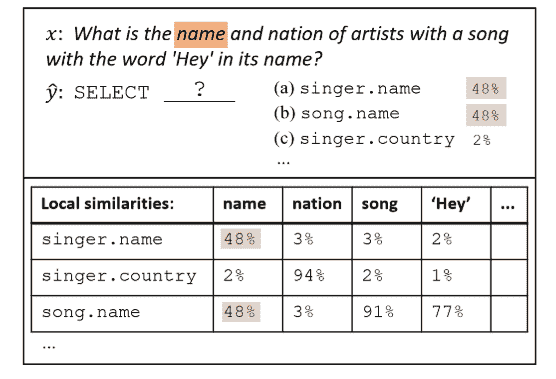 x: What is the name and nation of artists with a song
with the word 'Hey' in its name?
ŷ: SELECT ___?___ (a) singer.name 48%
(b) song.name 48%
(c) singer.country 2%
...
Local similarities: name nation song ‘Hey’ ...
singer.name 48% 3% 3% 2%
singer.country 2% 94% 2% 1%
song.name 48% 3% 91% 77%
...